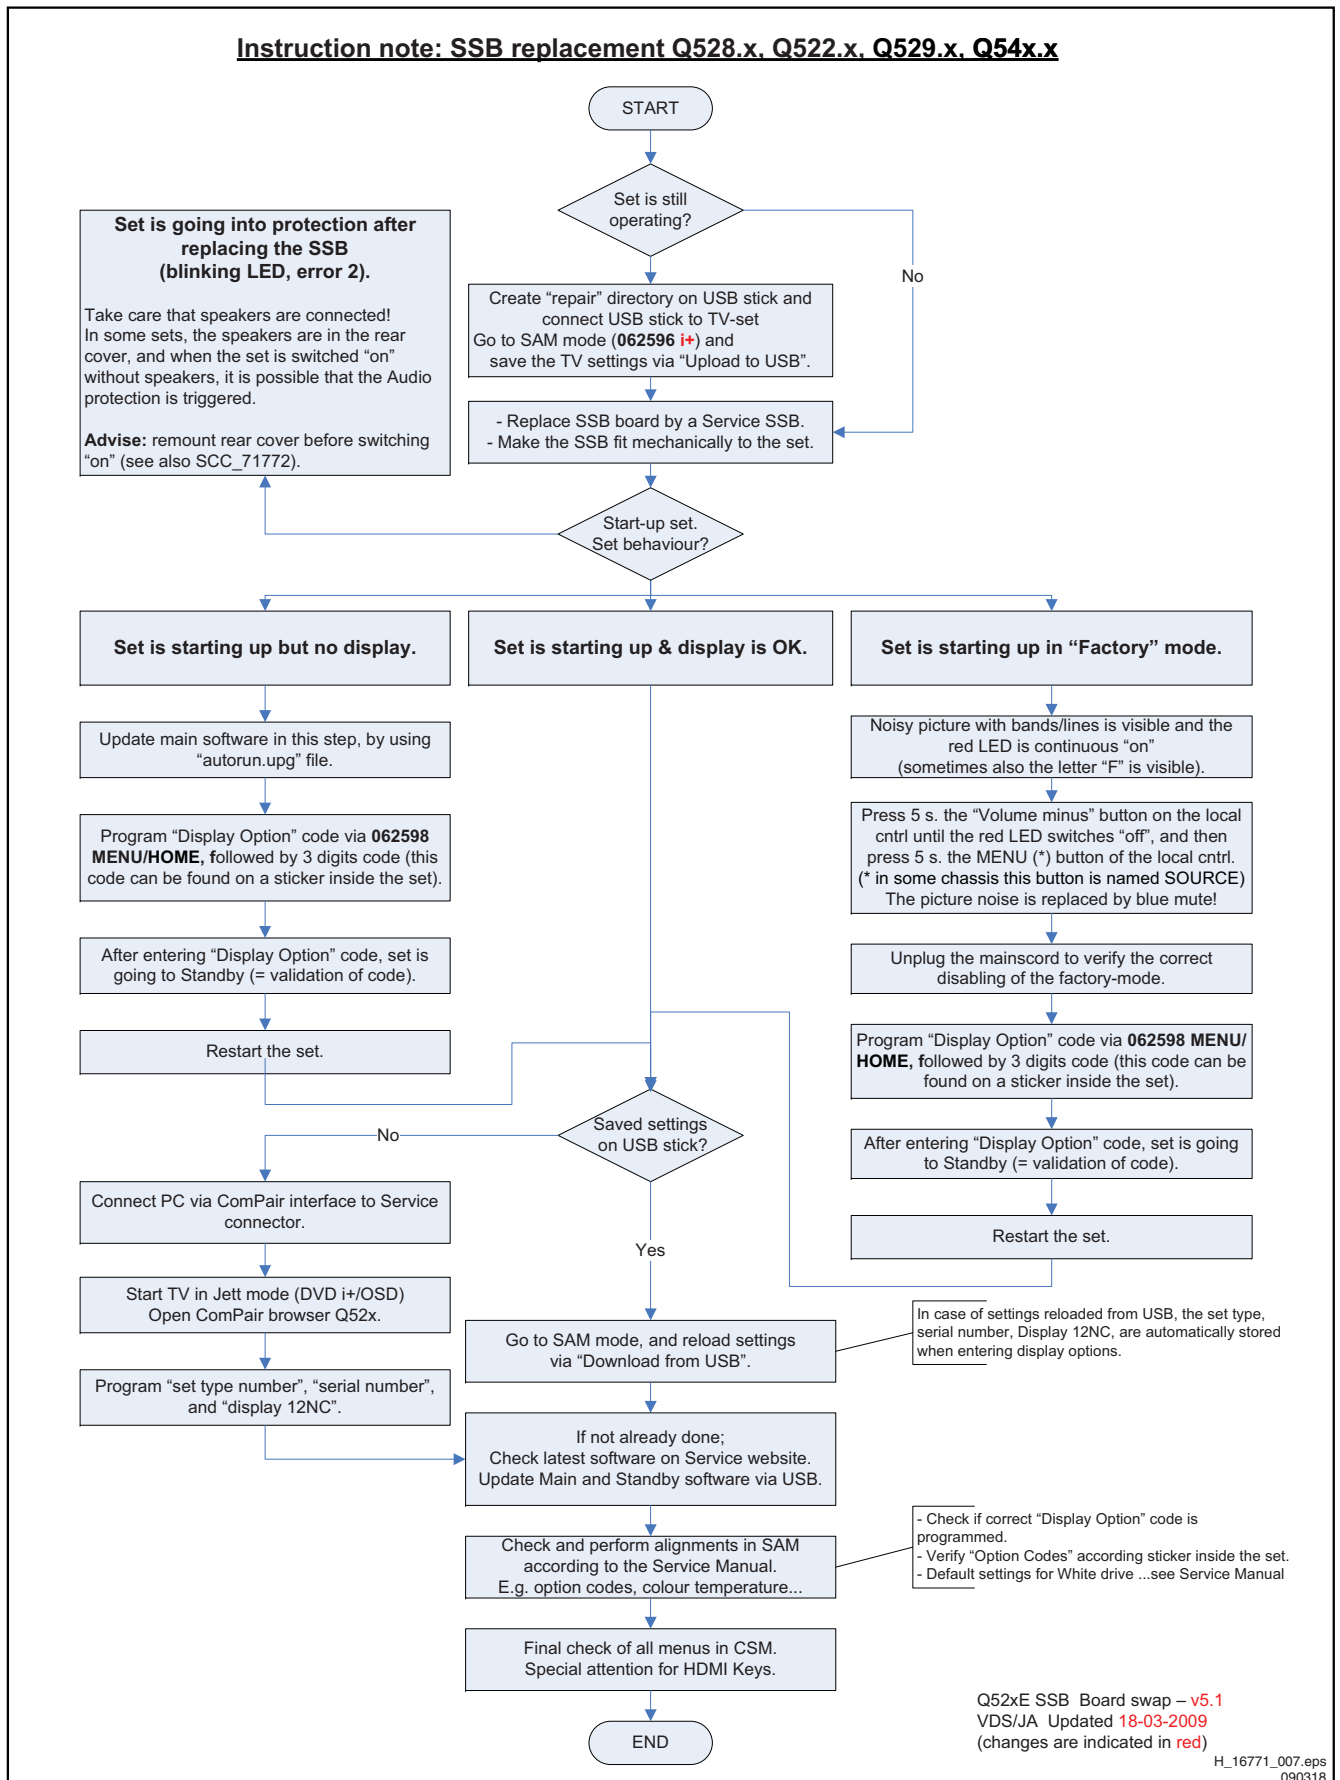 Instruction note: SSB replacement Q528.x, Q522.x, Q529.x, Q54x.x
START
Set is still
operating?
No
Set is going into protection after
replacing the SSB
(blinking LED, error 2).
Take care that speakers are connected!
In some sets, the speakers are in the rear
cover, and when the set is switched “on”
without speakers, it is possible that the Audio
protection is triggered.
Advise: remount rear cover before switching
“on” (see also SCC_71772).
Create “repair” directory on USB stick and
connect USB stick to TV-set
Go to SAM mode (062596 i+) and
save the TV settings via “Upload to USB”.
- Replace SSB board by a Service SSB.
- Make the SSB fit mechanically to the set.
Start-up set.
Set behaviour?
Set is starting up but no display.
Set is starting up & display is OK.
Set is starting up in “Factory” mode.
Update main software in this step, by using
“autorun.upg” file.
Program “Display Option” code via 062598
MENU/HOME, followed by 3 digits code (this
code can be found on a sticker inside the set).
After entering “Display Option” code, set is
going to Standby (= validation of code).
Restart the set.
Noisy picture with bands/lines is visible and the
red LED is continuous “on”
(sometimes also the letter “F” is visible).
Press 5 s. the “Volume minus” button on the local
cntrl until the red LED switches “off”, and then
press 5 s. the MENU (*) button of the local cntrl.
(* in some chassis this button is named SOURCE)
The picture noise is replaced by blue mute!
Unplug the mainscord to verify the correct
disabling of the factory-mode.
Program “Display Option” code via 062598 MENU/
HOME, followed by 3 digits code (this code can be
found on a sticker inside the set).
After entering “Display Option” code, set is going
to Standby (= validation of code).
Restart the set.
Saved settings
on USB stick?
No
Yes
Connect PC via ComPair interface to Service
connector.
Start TV in Jett mode (DVD i+/OSD)
Open ComPair browser Q52x.
Program “set type number”, “serial number”,
and “display 12NC”.
Go to SAM mode, and reload settings
via “Download from USB”.
In case of settings reloaded from USB, the set type,
serial number, Display 12NC, are automatically stored
when entering display options.
If not already done;
Check latest software on Service website.
Update Main and Standby software via USB.
Check and perform alignments in SAM
according to the Service Manual.
E.g. option codes, colour temperature...
- Check if correct “Display Option” code is
programmed.
- Verify “Option Codes” according sticker inside the set.
- Default settings for White drive ...see Service Manual
Final check of all menus in CSM.
Special attention for HDMI Keys.
END
Q52xE SSB Board swap – v5.1
VDS/JA Updated 18-03-2009
(changes are indicated in red)
H_16771_007.eps
090318